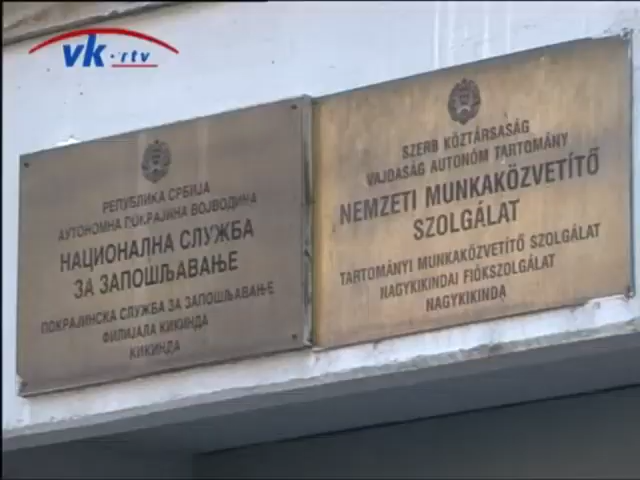 vk.rtv
РЕПУБЛИКА СРБИЈА
АУТОНОМНА ПОКРАЈИНА ВОЈВОДИНА
НАЦИОНАЛНА СЛУЖБА
ЗА ЗАПОШЉАВАЊЕ
ПОКРАЈИНСКА СЛУЖБА ЗА ЗАПОШЉАВАЊЕ
ФИЛИЈАЛА КИКИНДА
КИКИНДА
SZERB KÖZTÁRSASÁG
VAJDASÁG AUTONÓM TARTOMÁNY
NEMZETI MUNKAKÖZVETÍTŐ
SZOLGÁLAT
TARTOMÁNYI MUNKAKÖZVETÍTŐ SZOLGÁLAT
NAGYKIKINDAI FIÓKSZOLGÁLAT
NAGYKIKINDA